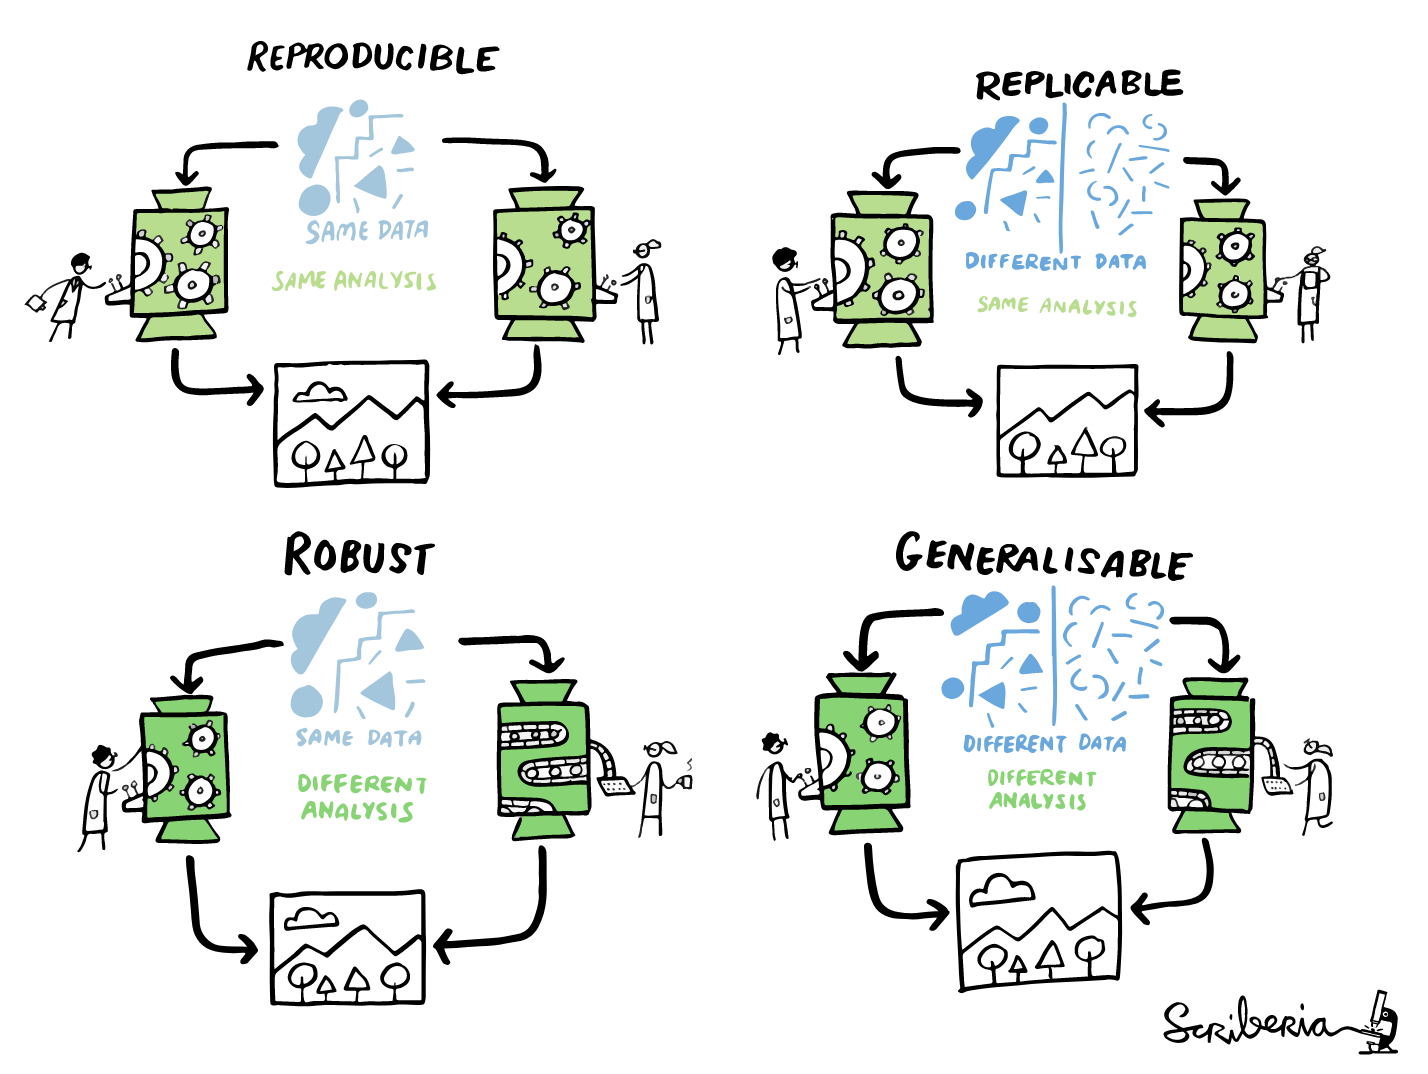 REPRODUCIBLE
SAME DATA
SAME ANALYSIS
REPLICABLE
DIFFERENT DATA
SAME ANALYSIS
ROBUST
SAME DATA
DIFFERENT
ANALYSIS
GENERALISABLE
DIFFERENT DATA
DIFFERENT
ANALYSIS
Scriberia